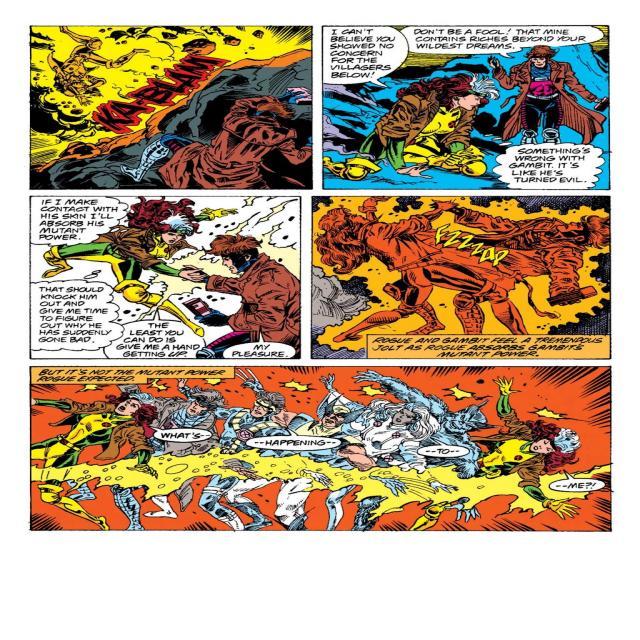 KA-BLAM!
I CAN'T
BELIEVE YOU
SHOWED NO
CONCERN
FOR THE
VILLAGERS
BELOW!
DON'T BE A FOOL! THAT MINE
CONTAINS RICHES BEYOND YOUR
WILDEST DREAMS.
SOMETHING'S
WRONG WITH
GAMBIT. IT'S
LIKE HE'S
TURNED EVIL.
IF I MAKE
CONTACT WITH
HIS SKIN I'LL
ABSORB HIS
MUTANT
POWER.
THAT SHOULD
KNOCK HIM
OUT AND
GIVE ME TIME
TO FIGURE
OUT WHY HE
HAS SUDDENLY
GONE BAD.
THE
LEAST YOU
CAN DO IS
GIVE ME A HAND
GETTING UP.
MY
PLEASURE.
FZZZOP
ROGUE AND GAMBIT FEEL A TREMENDOUS
JOLT AS ROGUE ABSORBS GAMBIT'S
MUTANT POWER.
BUT IT'S NOT THE MUTANT POWER
ROGUE EXPECTED.
WHAT'S--
--HAPPENING--
--TO--
--ME?!